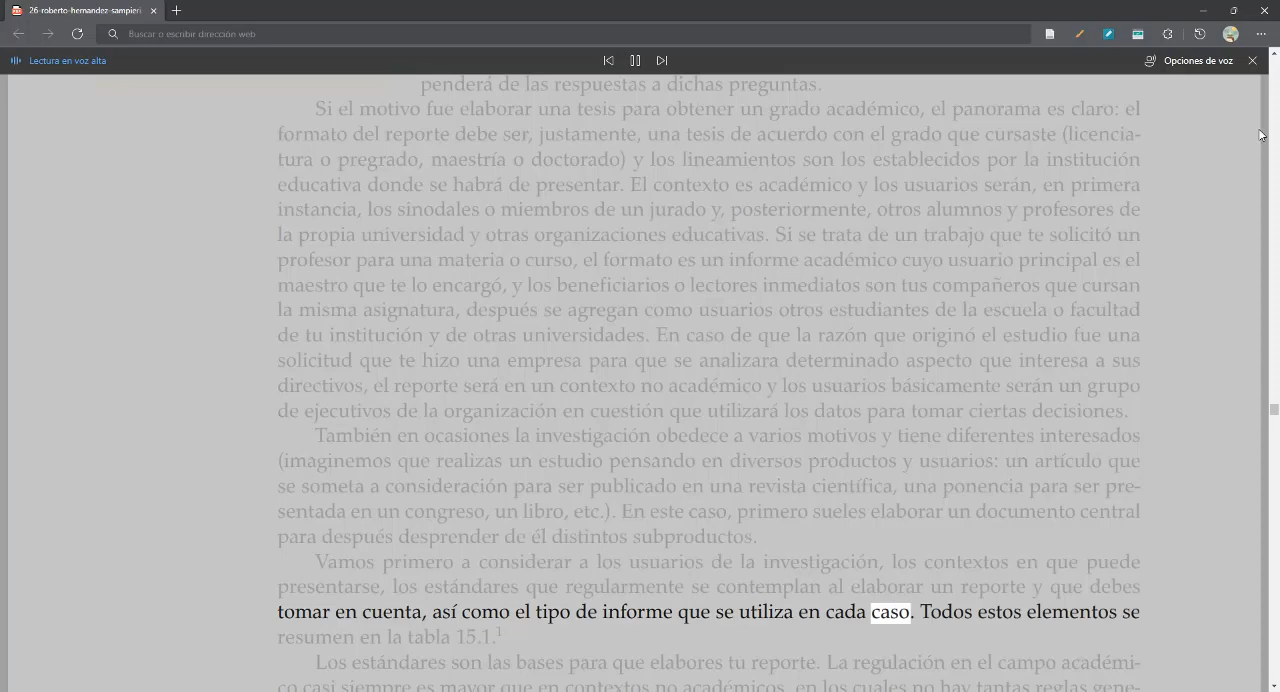 26-roberto-hernandez-sampieri
Buscar o escribir dirección web
Lectura en voz alta
Opciones de voz
penderá de las respuestas a dichas preguntas.
Si el motivo fue elaborar una tesis para obtener un grado académico, el panorama es claro: el
formato del reporte debe ser, justamente, una tesis de acuerdo con el grado que cursaste (licencia-
tura o pregrado, maestría o doctorado) y los lineamientos son los establecidos por la institución
educativa donde se habrá de presentar. El contexto es académico y los usuarios serán, en primera
instancia, los sinodales o miembros de un jurado y, posteriormente, otros alumnos y profesores de
la propia universidad y otras organizaciones educativas. Si se trata de un trabajo que te solicitó un
profesor para una materia o curso, el formato es un informe académico cuyo usuario principal es el
maestro que te lo encargó, y los beneficiarios o lectores inmediatos son tus compañeros que cursan
la misma asignatura, después se agregan como usuarios otros estudiantes de la escuela o facultad
de tu institución y de otras universidades. En caso de que la razón que originó el estudio fue una
solicitud que te hizo una empresa para que se analizara determinado aspecto que interesa a sus
directivos, el reporte será en un contexto no académico y los usuarios básicamente serán un grupo
de ejecutivos de la organización en cuestión que utilizará los datos para tomar ciertas decisiones.
También en ocasiones la investigación obedece a varios motivos y tiene diferentes interesados
(imaginemos que realizas un estudio pensando en diversos productos y usuarios: un artículo que
se someta a consideración para ser publicado en una revista científica, una ponencia para ser pre-
sentada en un congreso, un libro, etc.). En este caso, primero sueles elaborar un documento central
para después desprender de él distintos subproductos.
Vamos primero a considerar a los usuarios de la investigación, los contextos en que puede
presentarse, los estándares que regularmente se contemplan al elaborar un reporte y que debes
tomar en cuenta, así como el tipo de informe que se utiliza en cada caso. Todos estos elementos se
resumen en la tabla 15.1.¹
Los estándares son las bases para que elabores tu reporte. La regulación en el campo académi-
co casi siempre es mayor que en contextos no académicos, en los cuales no hay tantas reglas gene-